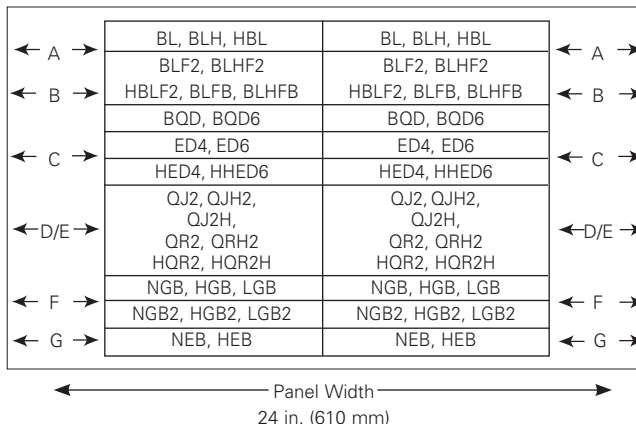 BL, BLH, HBL BL, BLH, HBL
A A
BLF2, BLHF2 BLF2, BLHF2
B HBLF2, BLFB, BLHFB HBLF2, BLFB, BLHFB B
BQD, BQD6 BQD, BQD6
ED4, ED6 ED4, ED6
C C
HED4, HHED6 HED4, HHED6
QJ2, QJH2, QJ2, QJH2,
QJ2H, QJ2H,
D/E QR2, QRH2 QR2, QRH2 D/E
HQR2, HQR2H HQR2, HQR2H
NGB, HGB, LGB NGB, HGB, LGB
F F
NGB2, HGB2, LGB2 NGB2, HGB2, LGB2
G NEB, HEB NEB, HEB G
Panel Width
24 in. (610 mm)